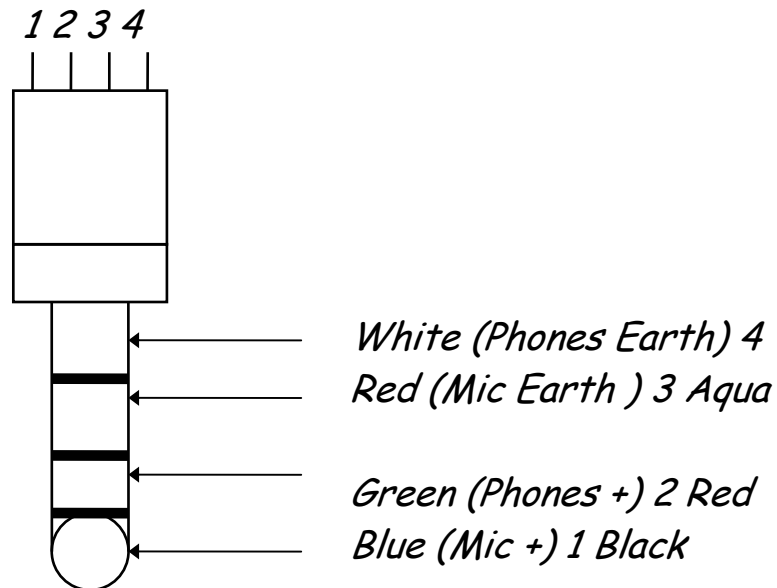 1 2 3 4
White (Phones Earth) 4
Red (Mic Earth ) 3 Aqua
Green (Phones +) 2 Red
Blue (Mic +) 1 Black